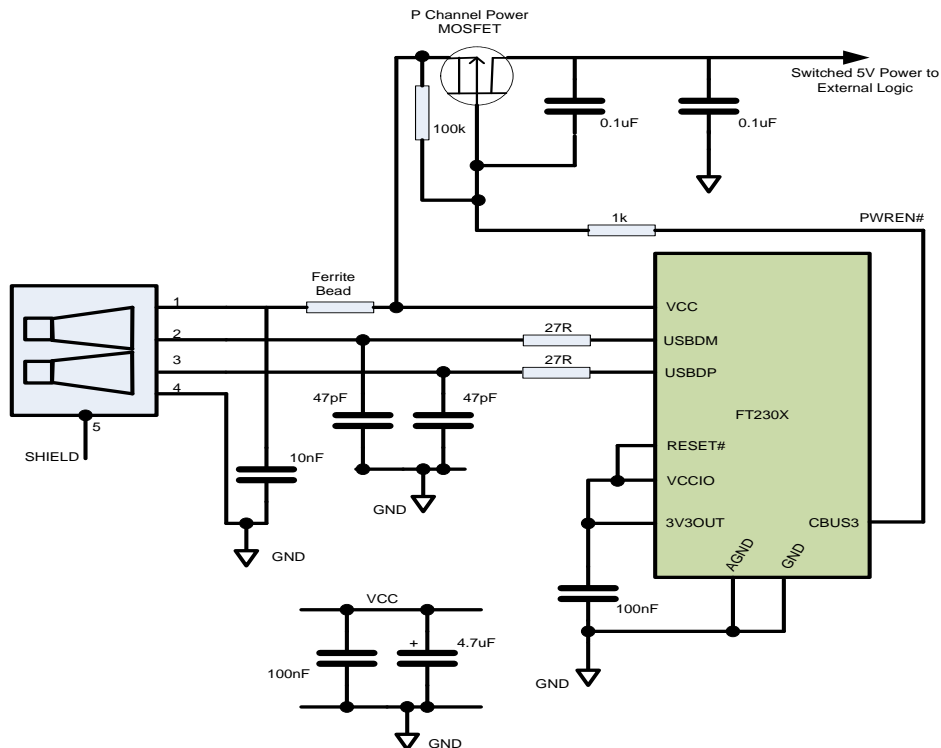 P Channel Power
MOSFET
Switched 5V Power to
External Logic
0.1uF
0.1uF
100k
1k
PWREN#
Ferrite
Bead
1
VCC
27R
2
USBDM
27R
3
USBDP
4
47pF
47pF
FT230X
5
SHIELD
RESET#
10nF
VCCIO
GND
3V3OUT
CBUS3
GND
AGND
GND
100nF
VCC
+
4.7uF
100nF
GND
GND